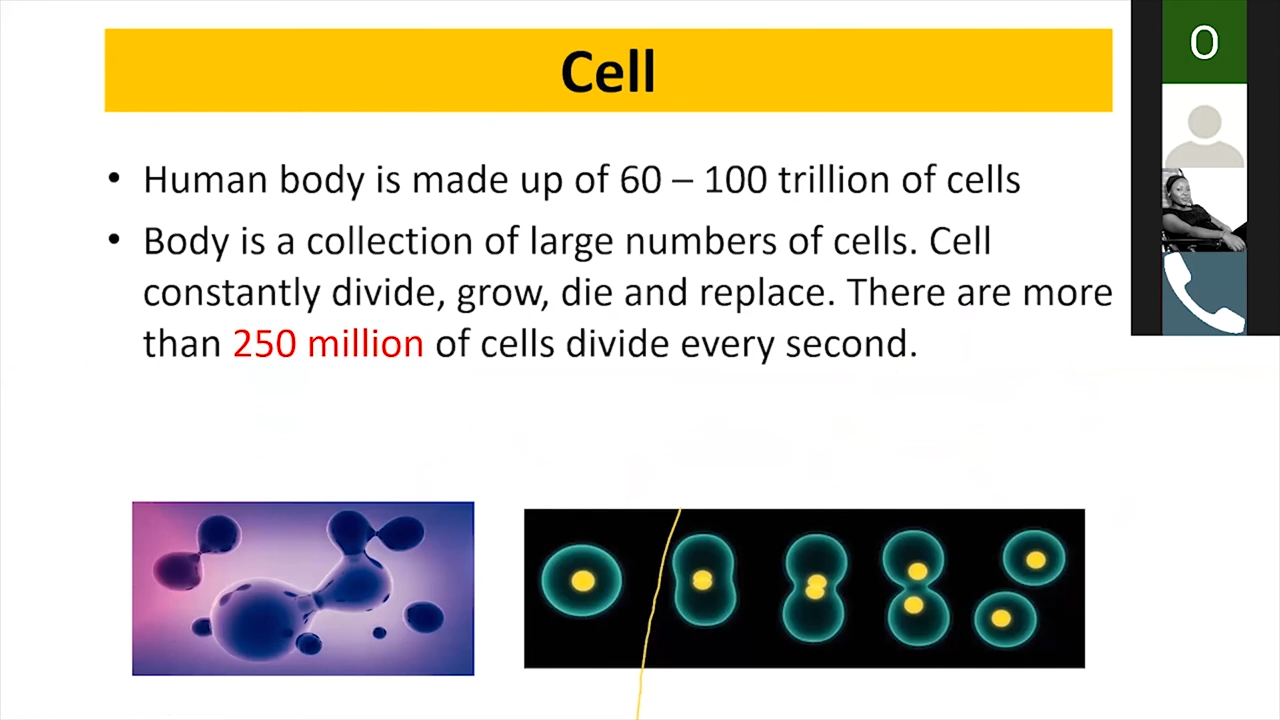 Cell
• Human body is made up of 60 – 100 trillion of cells
• Body is a collection of large numbers of cells. Cell
constantly divide, grow, die and replace. There are more
than 250 million of cells divide every second.
O